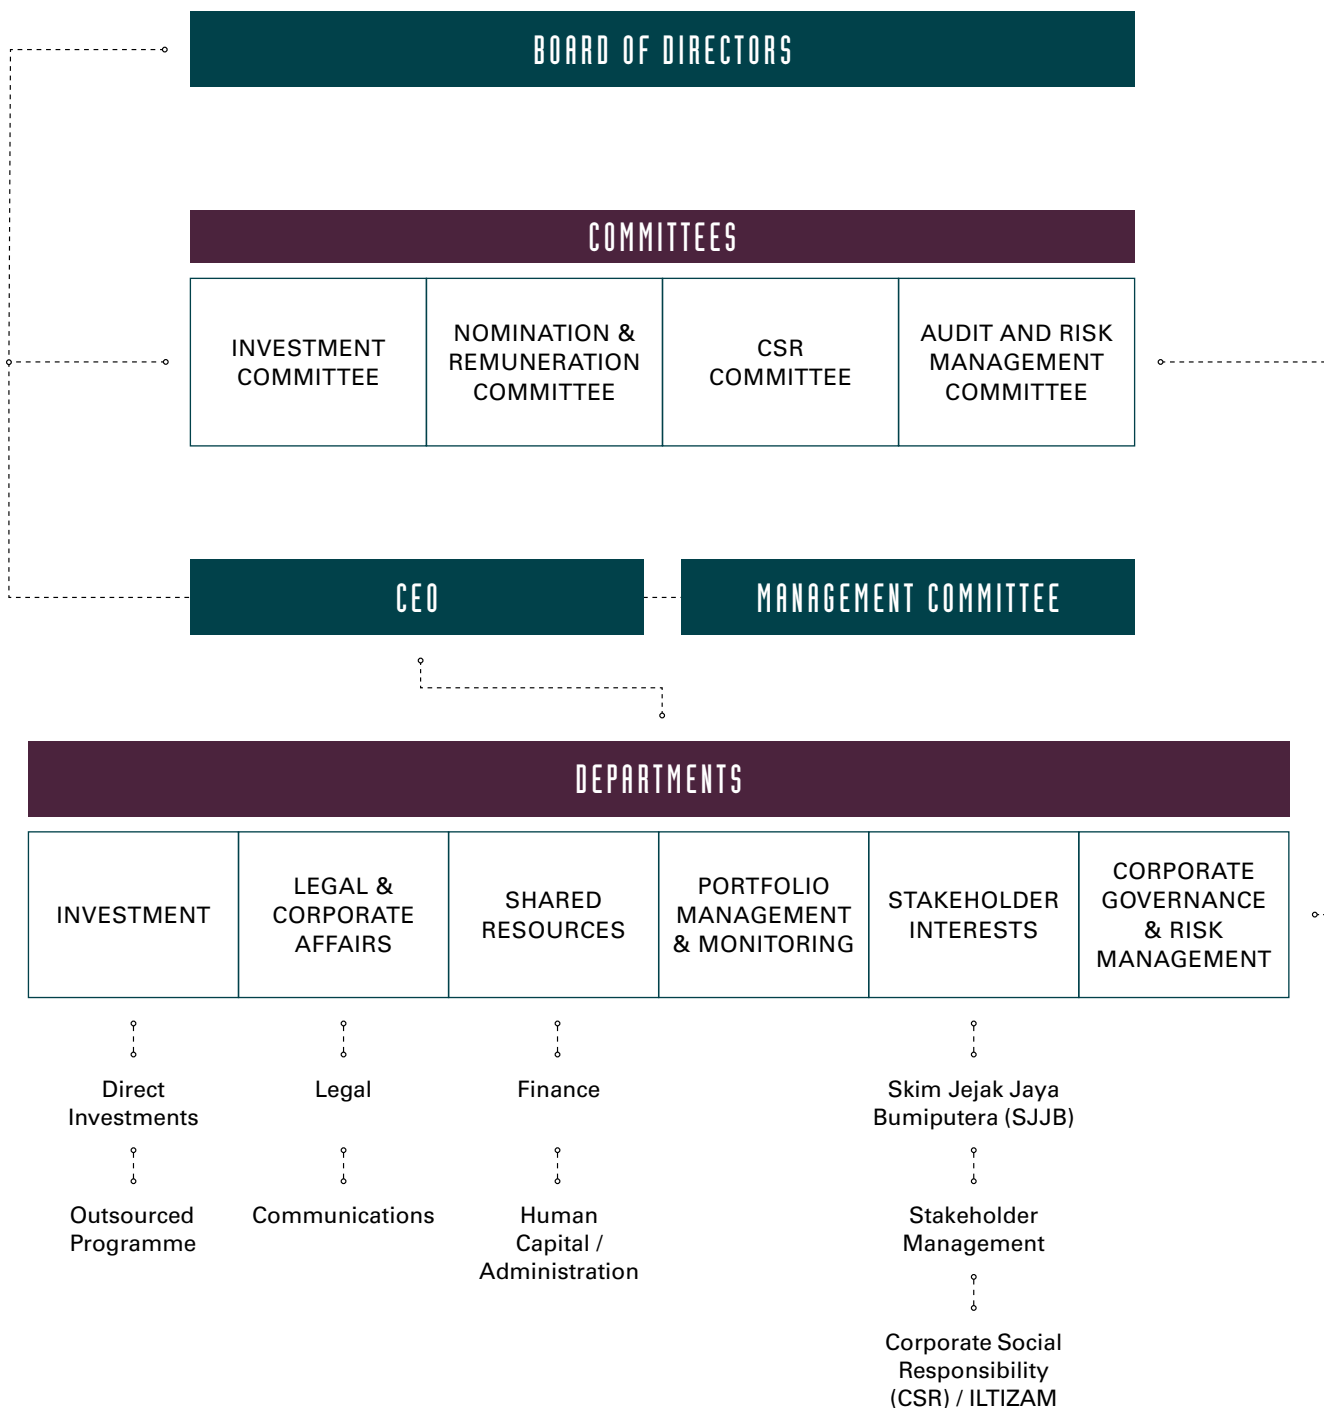 BOARD OF DIRECTORS
COMMITTEES
INVESTMENT
COMMITTEE
NOMINATION &
REMUNERATION
COMMITTEE
CSR
COMMITTEE
AUDIT AND RISK
MANAGEMENT
COMMITTEE
CEO
MANAGEMENT COMMITTEE
DEPARTMENTS
INVESTMENT
LEGAL &
CORPORATE
AFFAIRS
SHARED
RESOURCES
PORTFOLIO
MANAGEMENT
& MONITORING
STAKEHOLDER
INTERESTS
CORPORATE
GOVERNANCE
& RISK
MANAGEMENT
Direct
Investments
Legal
Finance
Skim Jejak Jaya
Bumiputera (SJJB)
Outsourced
Programme
Communications
Human
Capital /
Administration
Stakeholder
Management
Corporate Social
Responsibility
(CSR) / ILTIZAM